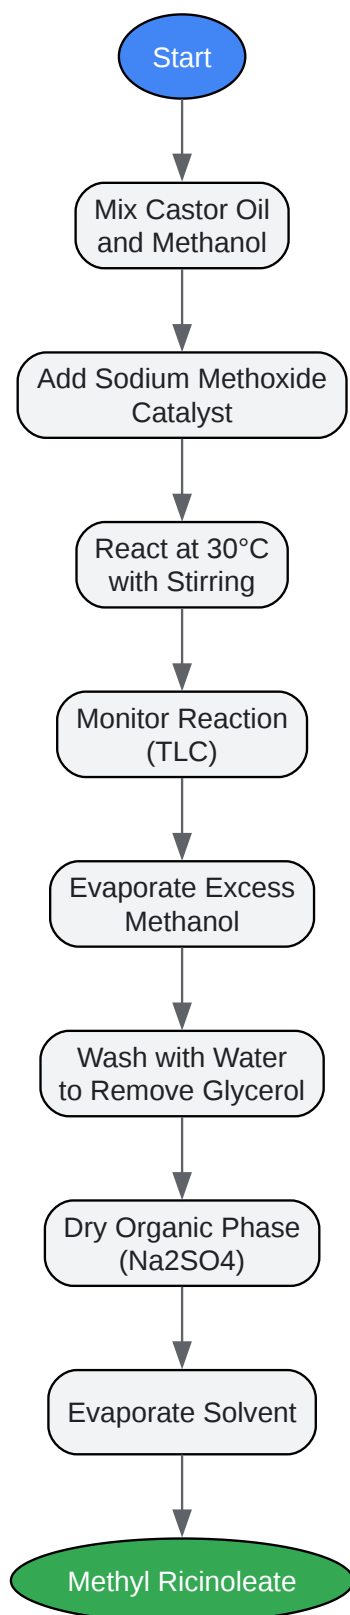 Start
Mix Castor Oil
and Methanol
Add Sodium Methoxide
Catalyst
React at 30°C
with Stirring
Monitor Reaction
(TLC)
Evaporate Excess
Methanol
Wash with Water
to Remove Glycerol
Dry Organic Phase
(Na2SO4)
Evaporate Solvent
Methyl Ricinoleate